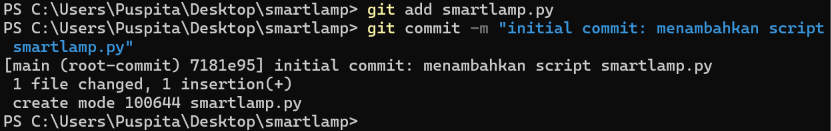 PS C:\Users\Puspita\Desktop\smartlamp> git add smartlamp.py
PS C:\Users\Puspita\Desktop\smartlamp> git commit -m "initial commit: menambahkan script
 smartlamp.py"
[main (root-commit) 7181e95] initial commit: menambahkan script smartlamp.py
 1 file changed, 1 insertion(+)
 create mode 100644 smartlamp.py
PS C:\Users\Puspita\Desktop\smartlamp>